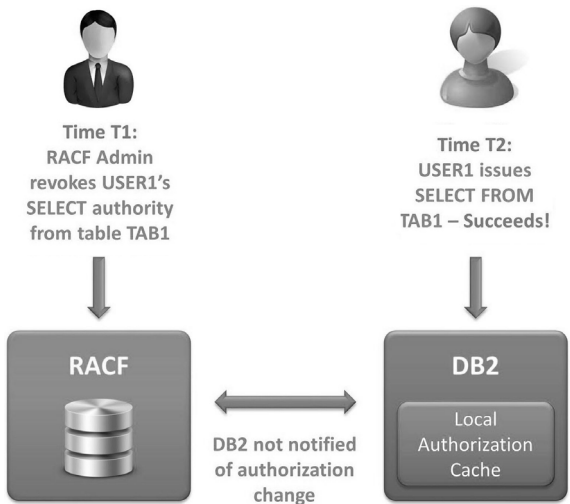 Time T1:
RACF Admin
revokes USER1's
SELECT authority
from table TAB1
Time T2:
USER1 issues
SELECT FROM
TAB1 – Succeeds!
RACF
DB2 not notified
of authorization
change
DB2
Local
Authorization
Cache